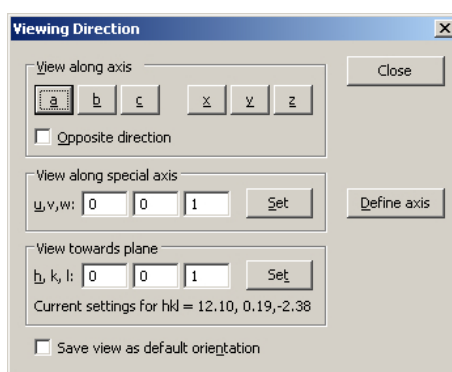 Viewing Direction
View along axis
a b c x y z
Close
Opposite direction
View along special axis
u,v,w: 0 0 1 Set
Define axis
View towards plane
h, k, l: 0 0 1 Set
Current settings for hkl = 12.10, 0.19,-2.38
Save view as default orientation